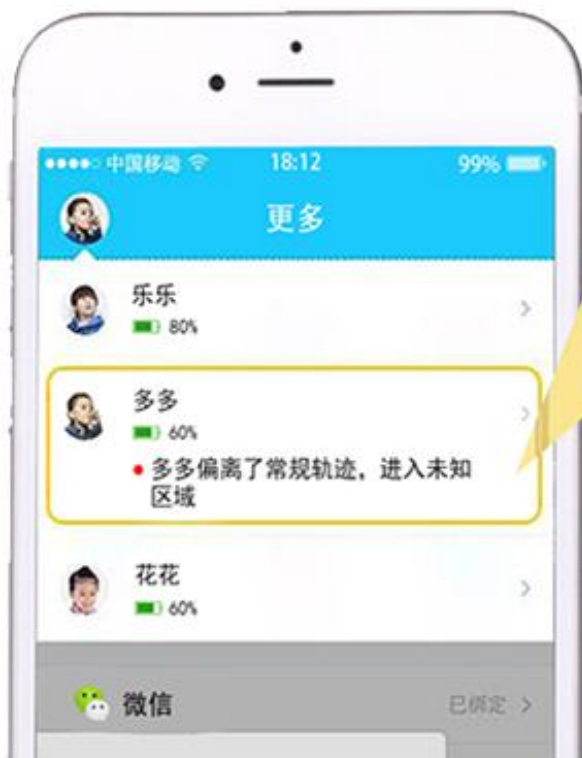 中国移动 18:12 99%
更多
乐乐
80%
多多
60%
多多偏离了常规轨迹，进入未知
区域
花花
60%
微信 已绑定